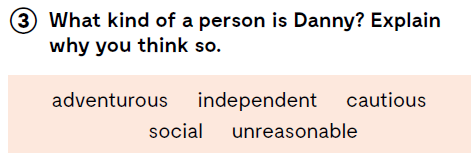 3 What kind of a person is Danny? Explain
why you think so.
adventurous independent cautious
social unreasonable